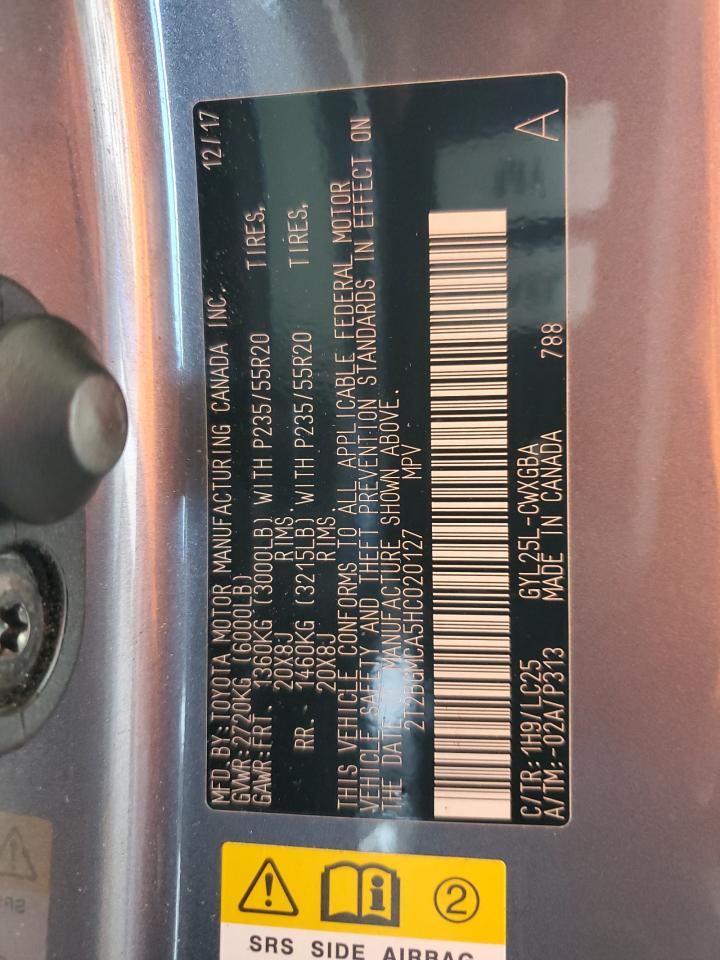 MFD BY: TOYOTA MOTOR MANUFACTURING CANADA INC. 12/17
GVWR: 2720KG (6000LB)
GAWR: FRT. 1360KG (3000LB) WITH P235/55R20 TIRES,
20X8J RIMS.
RR. 1460KG (3215LB) WITH P235/55R20 TIRES,
20X8J RIMS.
THIS VEHICLE CONFORMS TO ALL APPLICABLE FEDERAL MOTOR
VEHICLE SAFETY AND THEFT PREVENTION STANDARDS IN EFFECT ON
THE DATE MANUFACTURE SHOWN ABOVE.
MPV
C/TR: 1H9/LC25 GYL25L-CWXGBA A
A/TM:-02A/P313 MADE IN CANADA 788
2
SRS SIDE AIRBAG